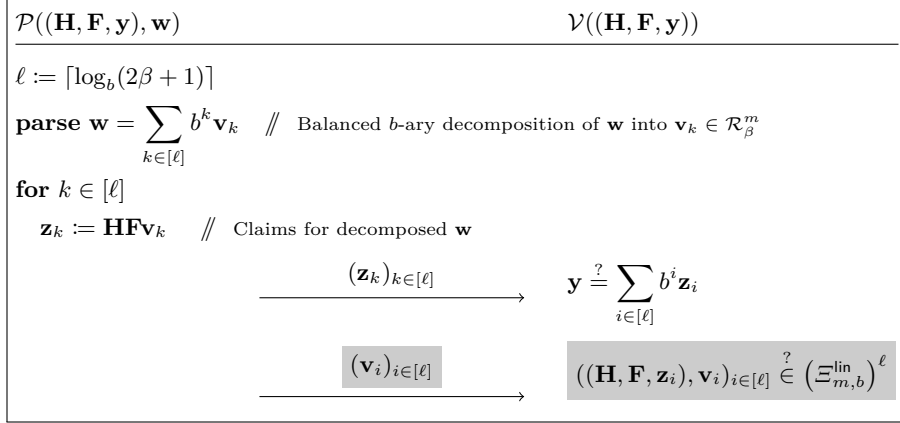 𝒫((𝐇, 𝐅, 𝐲), 𝐰) 𝒱((𝐇, 𝐅, 𝐲))
ℓ ≔ ⌈log_b(2β + 1)⌉
parse 𝐰 = ∑_{k∈[ℓ]} b^k 𝐯_k // Balanced b-ary decomposition of 𝐰 into 𝐯_k ∈ ℛ_β^m
for k ∈ [ℓ]
𝐳_k ≔ 𝐇𝐅𝐯_k // Claims for decomposed 𝐰
(𝐳_k)_{k∈[ℓ]} 𝐲 ≟ ∑_{i∈[ℓ]} b^i 𝐳_i
(𝐯_i)_{i∈[ℓ]} ((𝐇, 𝐅, 𝐳_i), 𝐯_i)_{i∈[ℓ]} ∈^? (Ξ^{lin}_{m,b})^ℓ